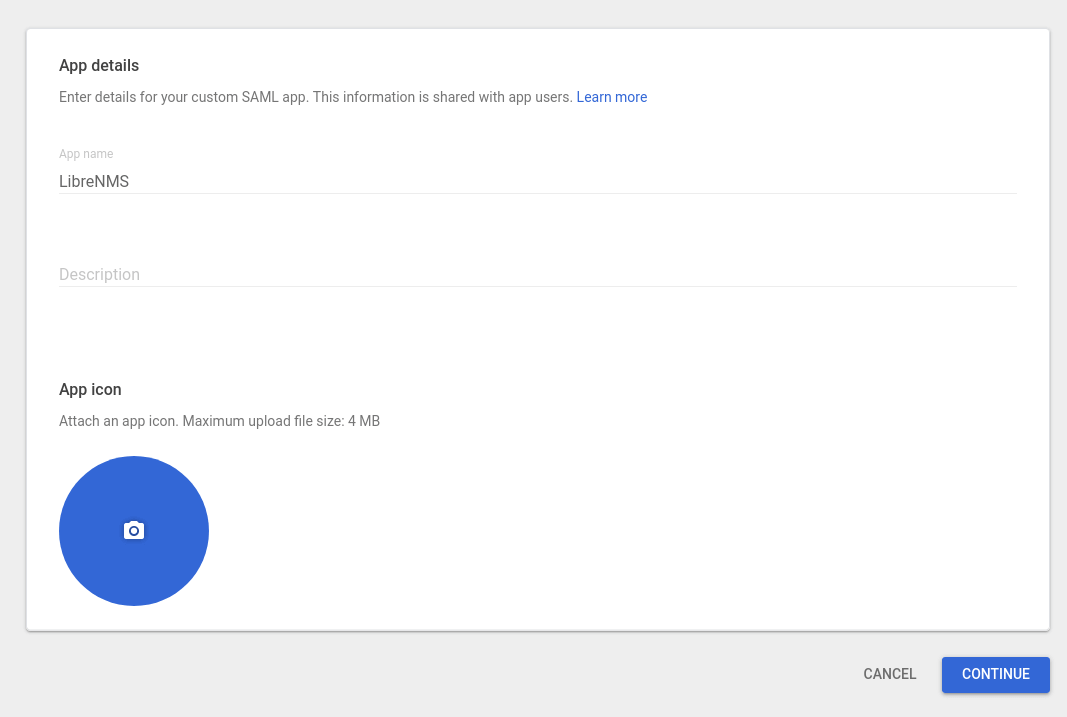 App details
Enter details for your custom SAML app. This information is shared with app users. Learn more
App name
LibreNMS
Description
App icon
Attach an app icon. Maximum upload file size: 4 MB
CANCEL
CONTINUE